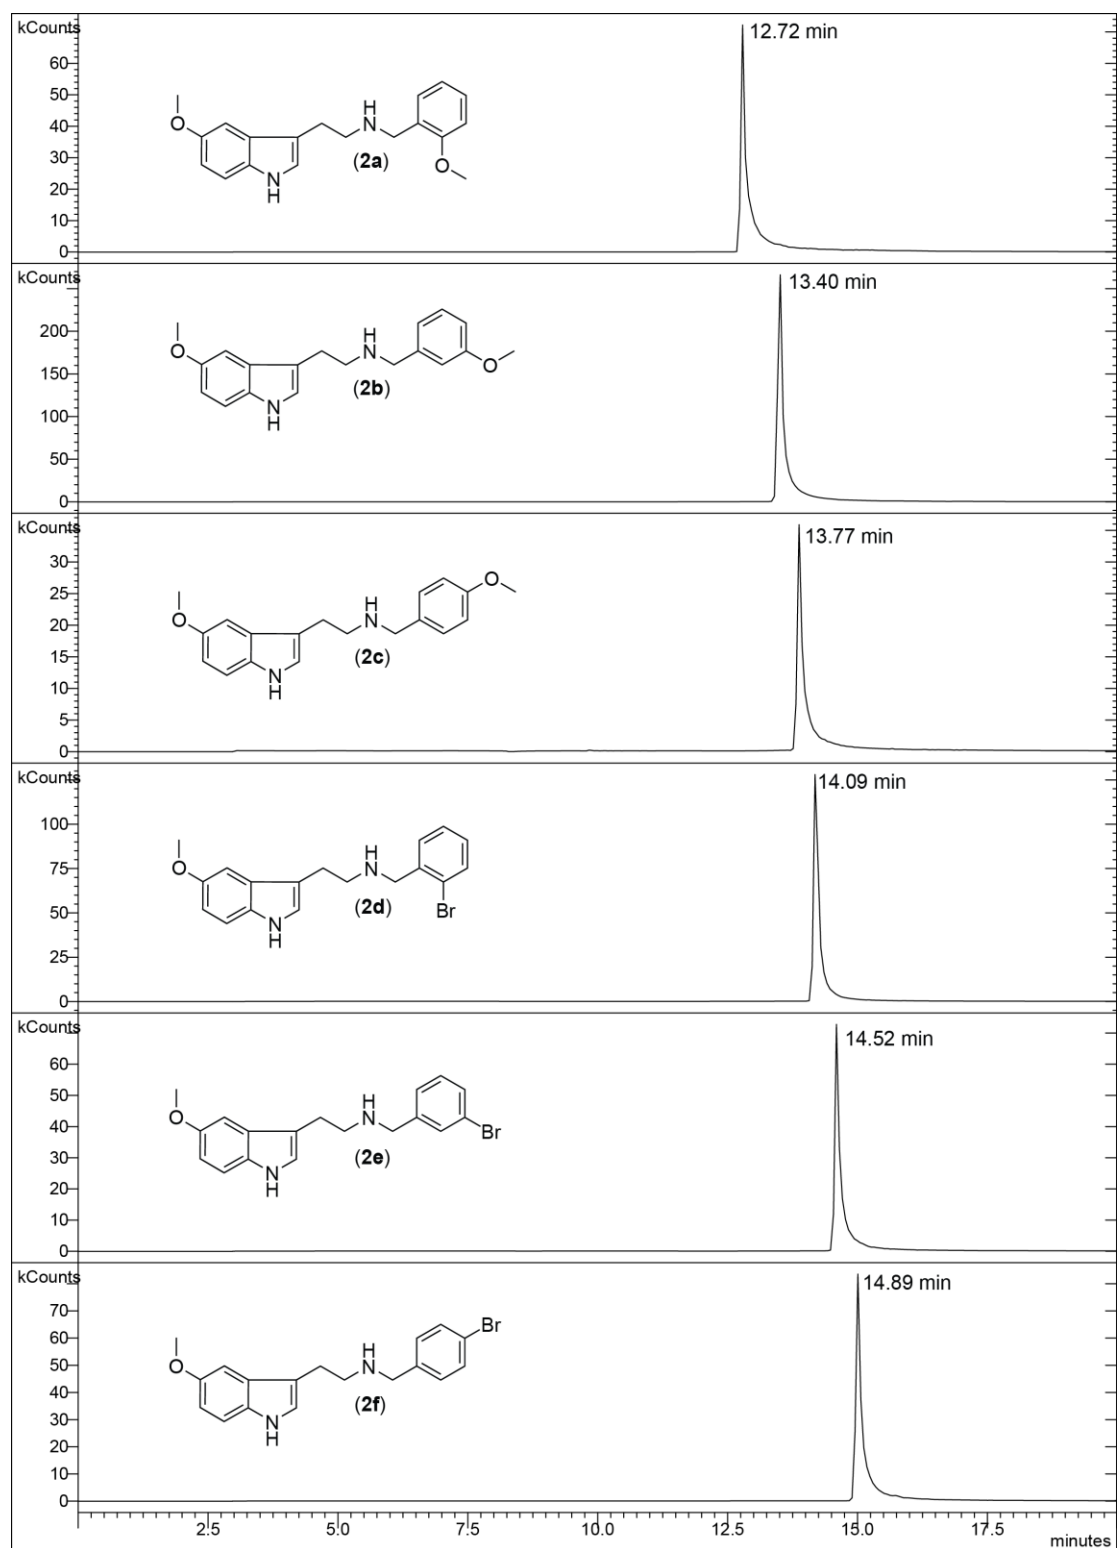 kCounts
12.72 min
60
50
40
30
20
10
0
O
H
N
(2a)
O
N
H
kCounts
13.40 min
200
150
100
50
0
O
H
N
(2b)
O
N
H
kCounts
13.77 min
30
25
20
15
10
5
0
O
H
N
O
(2c)
N
H
kCounts
14.09 min
100
75
50
25
0
O
H
N
(2d)
Br
N
H
kCounts
14.52 min
60
50
40
30
20
10
0
O
H
N
Br
(2e)
N
H
kCounts
14.89 min
70
60
50
40
30
20
10
0
O
H
N
Br
(2f)
N
H
2.5 5.0 7.5 10.0 12.5 15.0 17.5
minutes